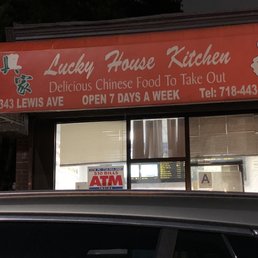 Lucky House Kitchen
Delicious Chinese Food To Take Out
343 LEWIS AVE OPEN 7 DAYS A WEEK Tel: 718-443
家
ATM
A